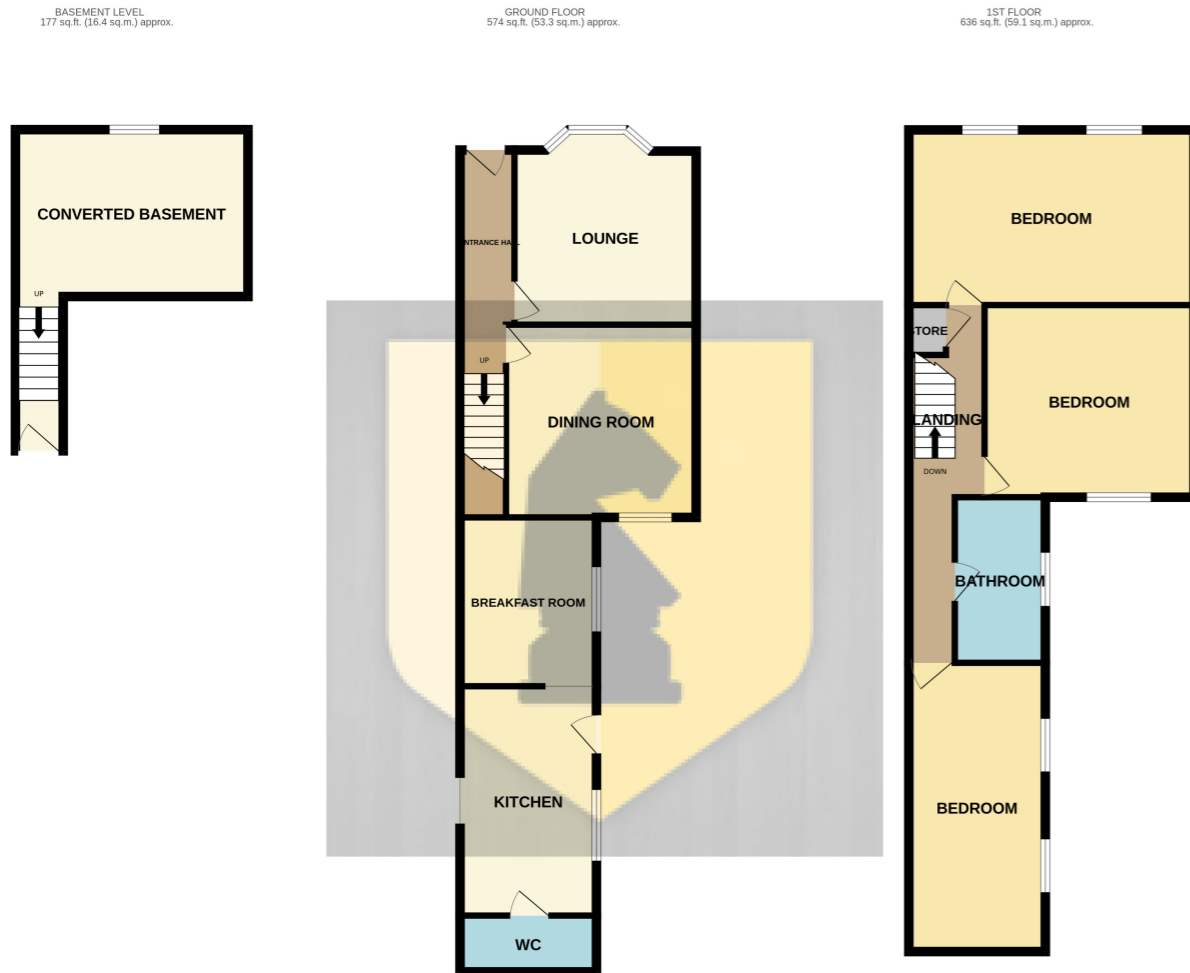 BASEMENT LEVEL
177 sq.ft. (16.4 sq.m.) approx.
GROUND FLOOR
574 sq.ft. (53.3 sq.m.) approx.
1ST FLOOR
636 sq.ft. (59.1 sq.m.) approx.
CONVERTED BASEMENT
UP
ENTRANCE HALL
LOUNGE
UP
DINING ROOM
BREAKFAST ROOM
KITCHEN
WC
BEDROOM
STORE
LANDING
BEDROOM
DOWN
BATHROOM
BEDROOM